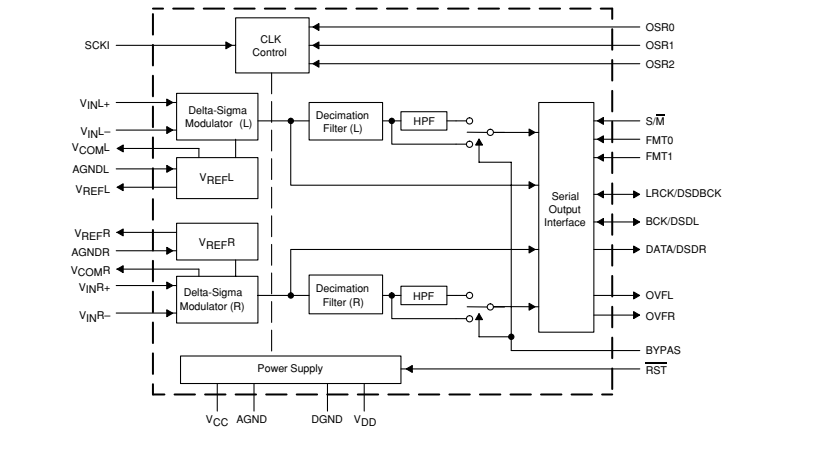 SCKI
CLK
Control
OSR0
OSR1
OSR2
VINL+
VINL–
VCOML
AGNDL
VREFL
Delta-Sigma
Modulator (L)
VREFL
Decimation
Filter (L)
HPF
Serial
Output
Interface
S/M̅
FMT0
FMT1
LRCK/DSDBCK
BCK/DSDL
DATA/DSDR
OVFL
OVFR
BYPAS
R̅S̅T̅
VREFR
AGNDR
VCOMR
VINR+
VINR–
VREFR
Delta-Sigma
Modulator (R)
Decimation
Filter (R)
HPF
Power Supply
VCC AGND DGND VDD